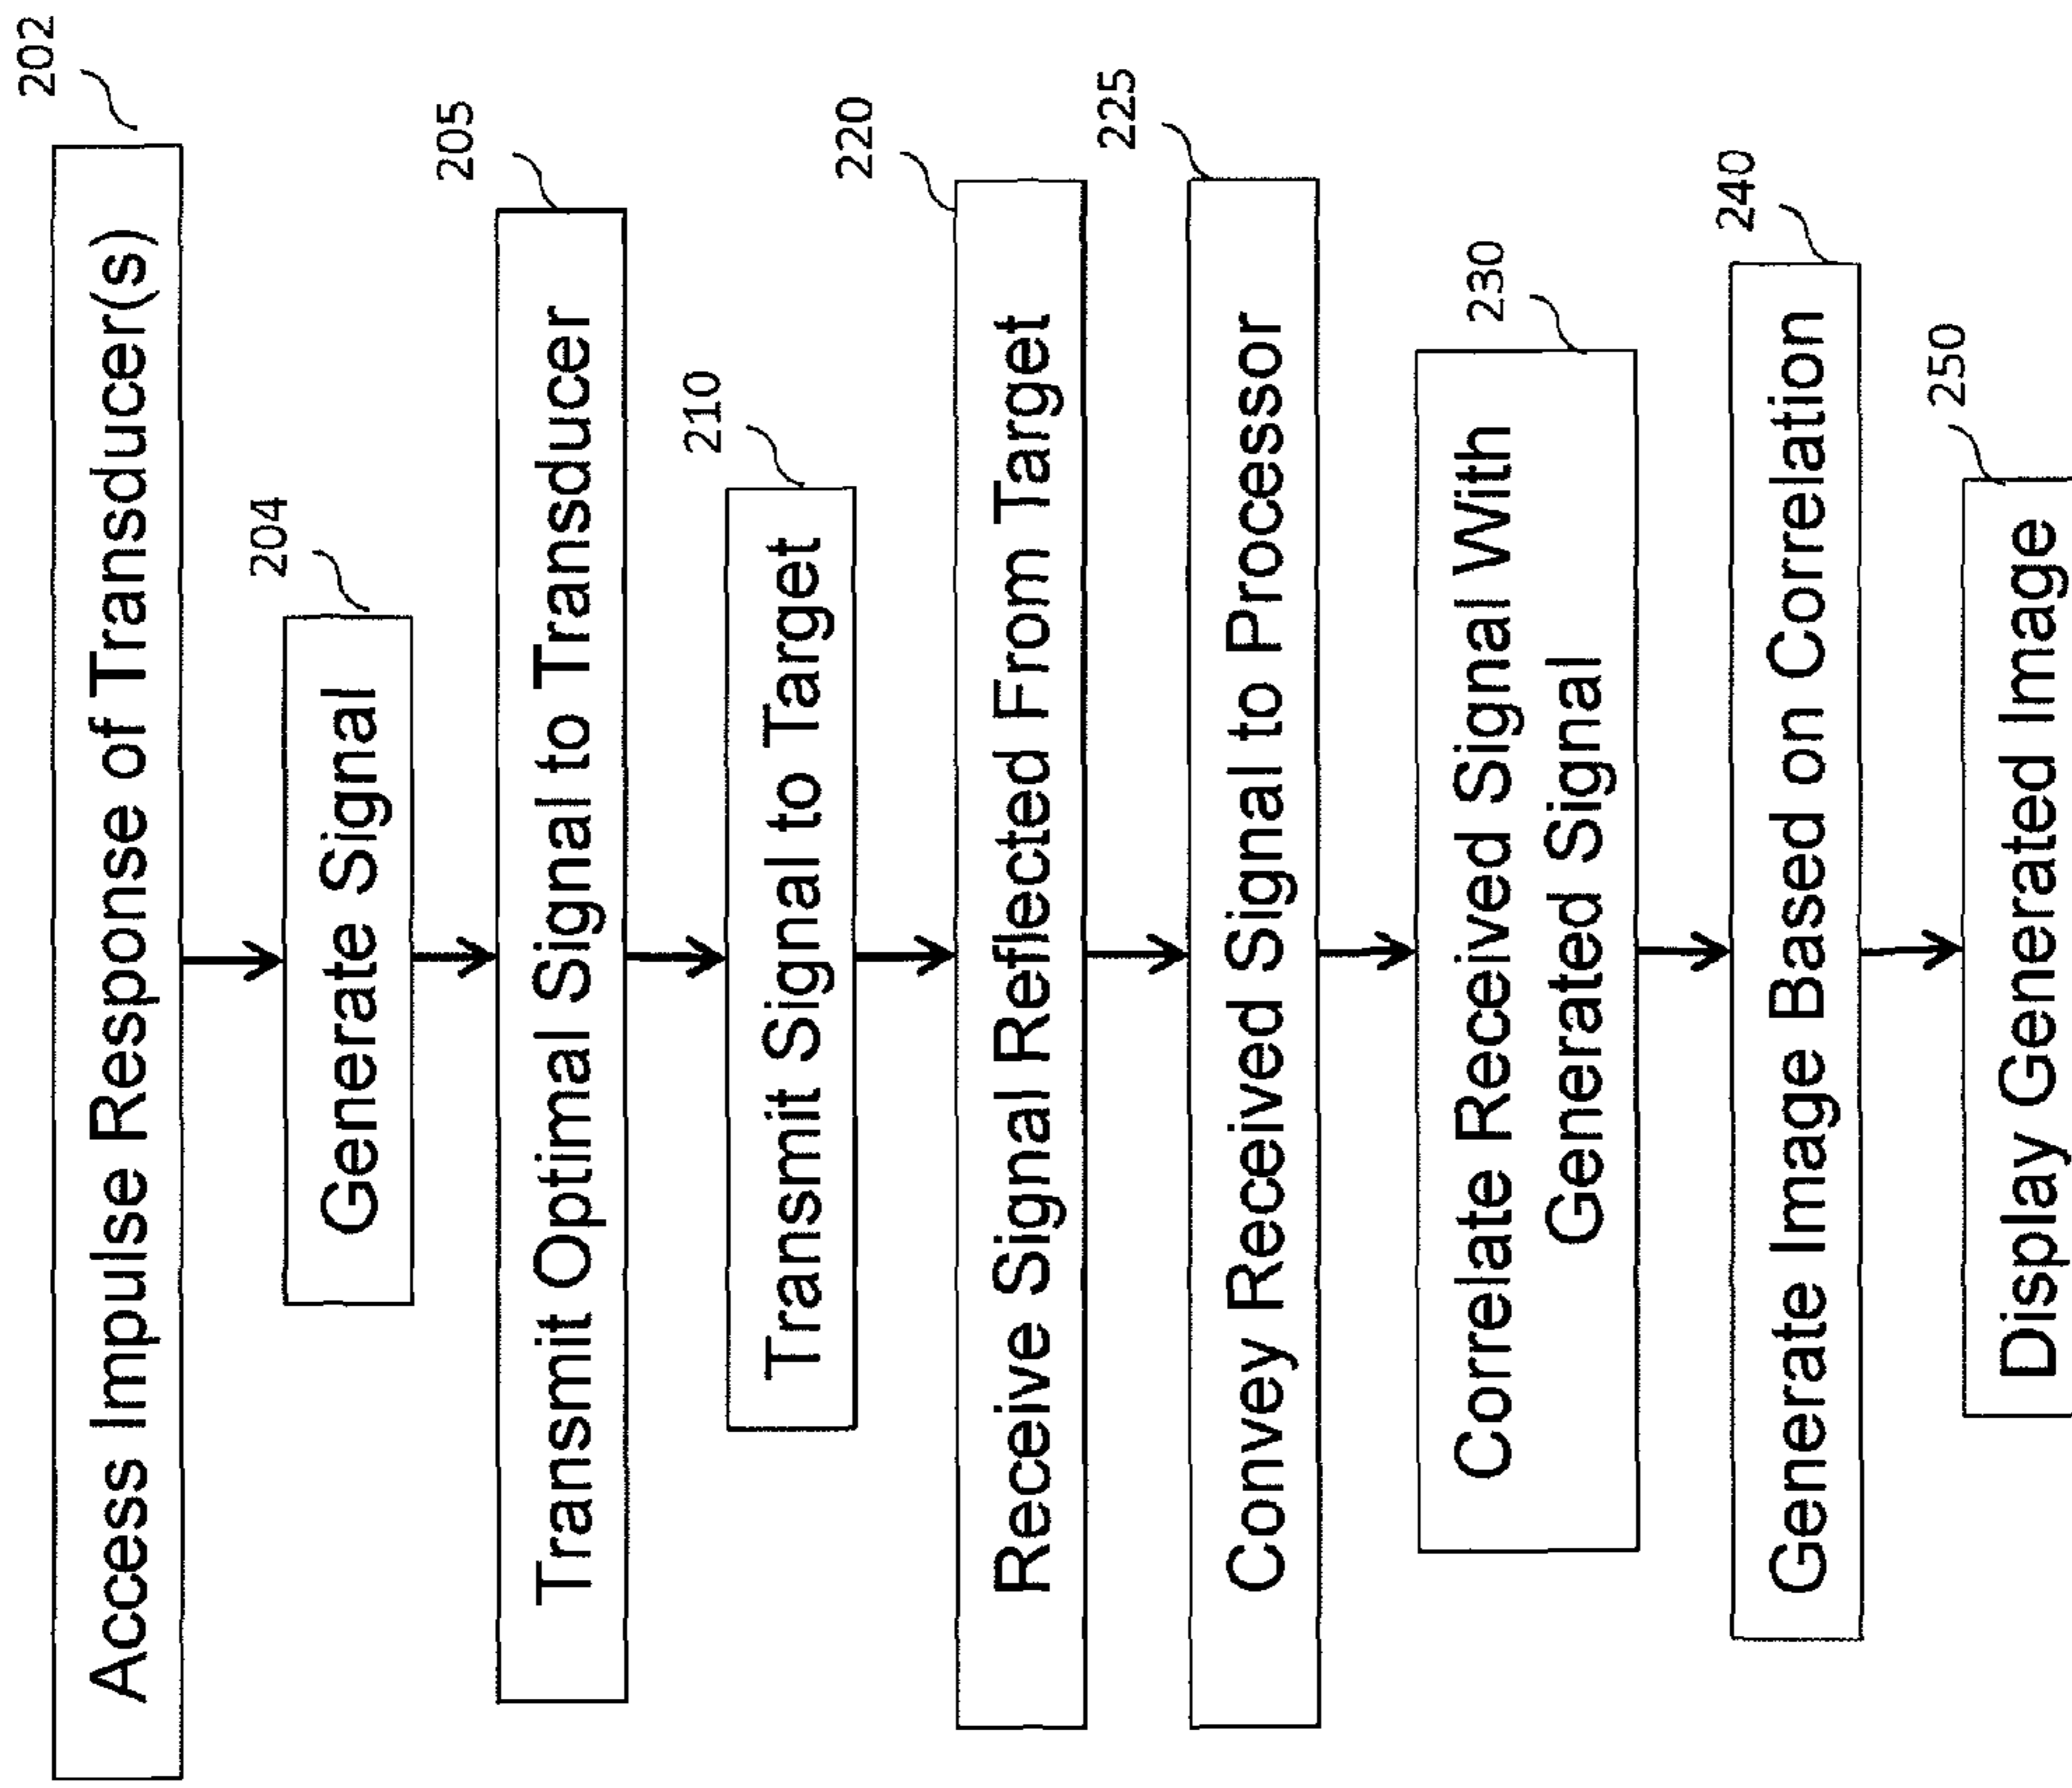 202
Access Impulse Response of Transducer(s)
204
Generate Signal
205
Transmit Optimal Signal to Transducer
210
Transmit Signal to Target
220
Receive Signal Reflected From Target
225
Convey Received Signal to Processor
230
Correlate Received Signal With
Generated Signal
240
Generate Image Based on Correlation
250
Display Generated Image